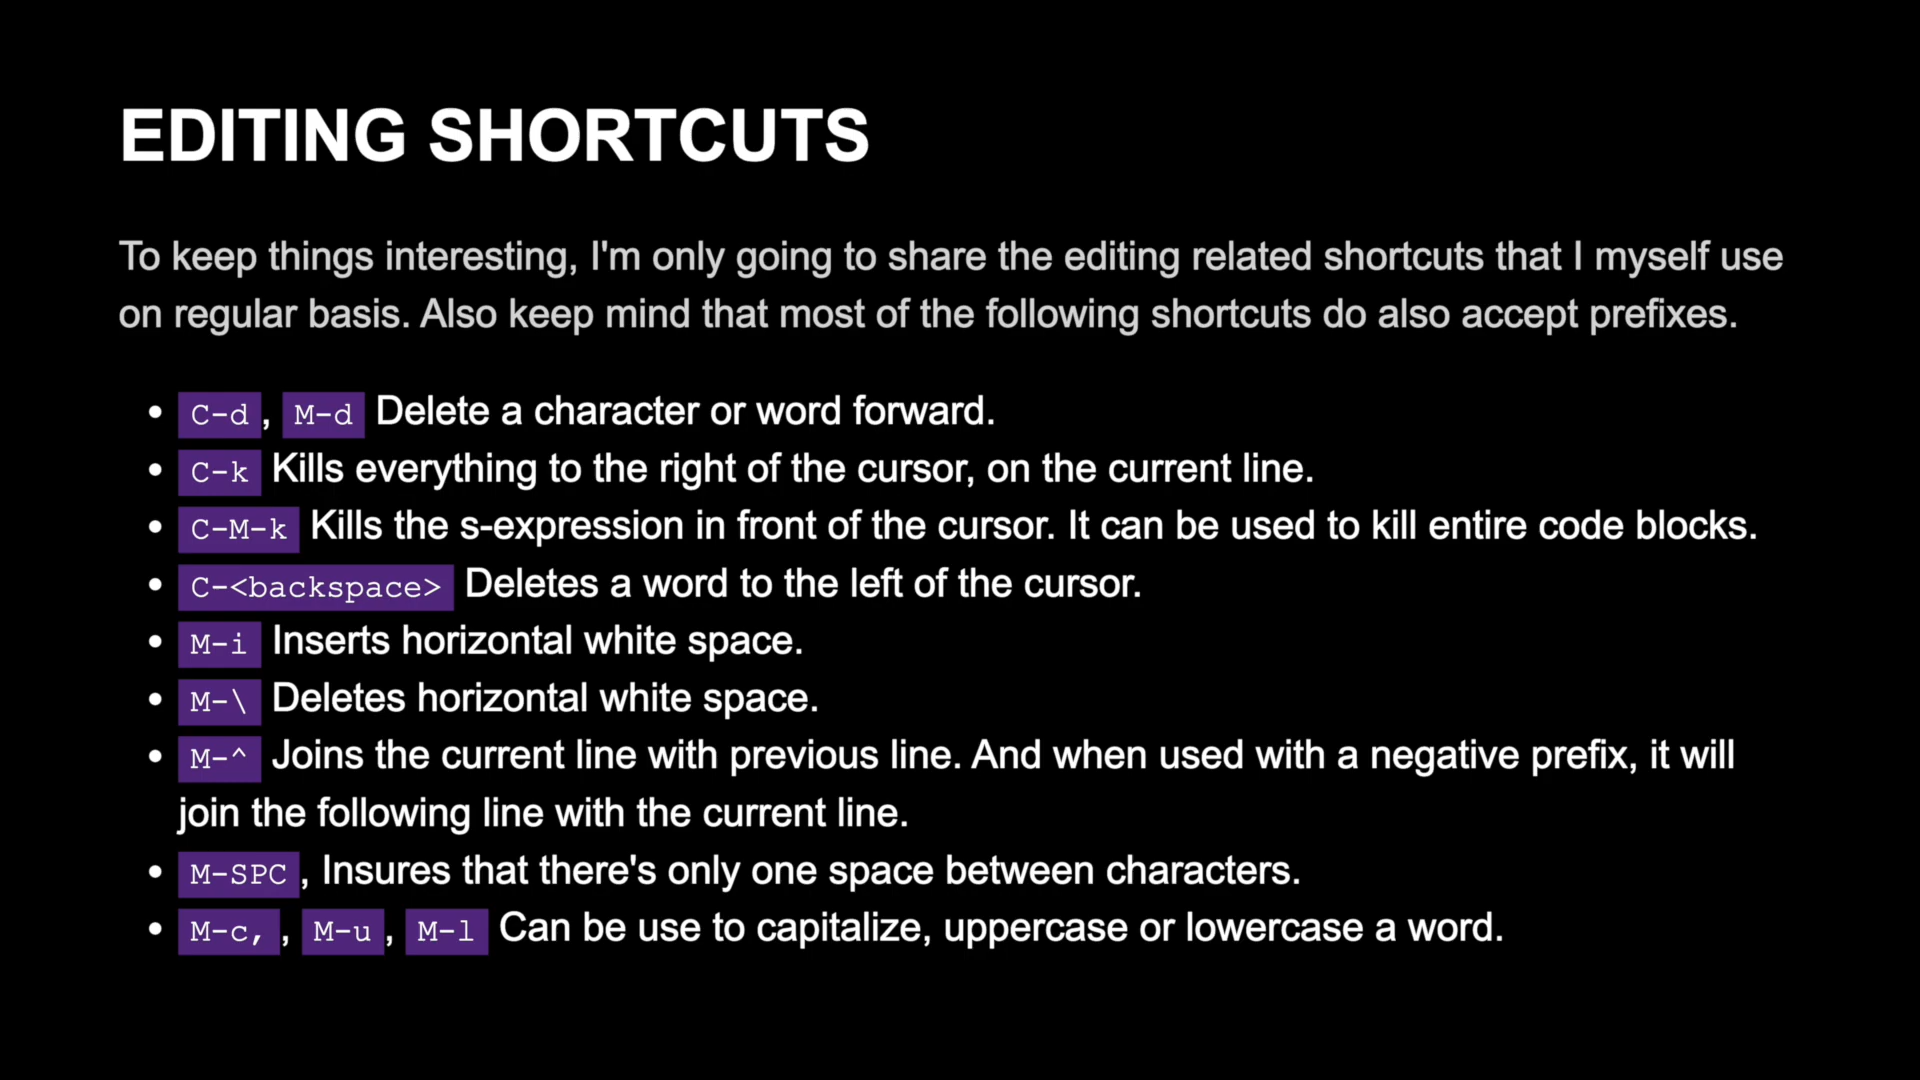 EDITING SHORTCUTS
To keep things interesting, I'm only going to share the editing related shortcuts that I myself use
on regular basis. Also keep mind that most of the following shortcuts do also accept prefixes.
• C-d, M-d Delete a character or word forward.
• C-k Kills everything to the right of the cursor, on the current line.
• C-M-k Kills the s-expression in front of the cursor. It can be used to kill entire code blocks.
• C-<backspace> Deletes a word to the left of the cursor.
• M-i Inserts horizontal white space.
• M-\ Deletes horizontal white space.
• M-^ Joins the current line with previous line. And when used with a negative prefix, it will
join the following line with the current line.
• M-SPC, Insures that there's only one space between characters.
• M-c,, M-u, M-l Can be use to capitalize, uppercase or lowercase a word.